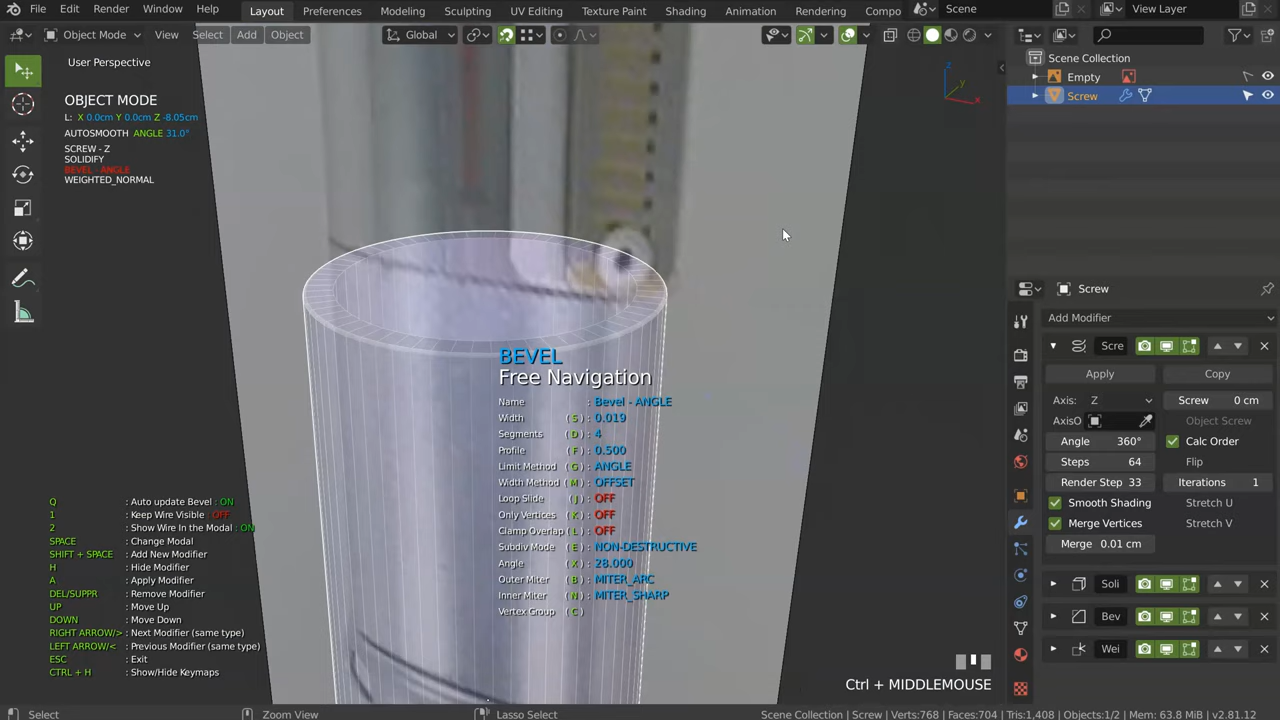 File Edit Render Window Help Layout Preferences Modeling Sculpting UV Editing Texture Paint Shading Animation Rendering Compo Scene View Layer
Object Mode View Select Add Object Global
User Perspective
OBJECT MODE
L: X 0.0cm Y 0.0cm Z -8.05cm
AUTOSMOOTH ANGLE 31.0°
SCREW - Z
SOLIDIFY
BEVEL - ANGLE
WEIGHTED_NORMAL
BEVEL
Free Navigation
Name : Bevel - ANGLE
Width ( S ) : 0.019
Segments ( D ) : 4
Profile ( F ) : 0.500
Limit Method ( G ) : ANGLE
Width Method ( M ) : OFFSET
Loop Slide ( J ) : OFF
Only Vertices ( K ) : OFF
Clamp Overlap ( L ) : OFF
Subdiv Mode ( E ) : NON-DESTRUCTIVE
Angle ( X ) : 28.000
Outer Miter ( B ) : MITER_ARC
Inner Miter ( N ) : MITER_SHARP
Vertex Group ( C )
Q : Auto update Bevel : ON
1 : Keep Wire Visible : OFF
2 : Show Wire In the Modal : ON
SPACE : Change Modal
SHIFT + SPACE : Add New Modifier
H : Hide Modifier
A : Apply Modifier
DEL/SUPPR : Remove Modifier
UP : Move Up
DOWN : Move Down
RIGHT ARROW/> : Next Modifier (same type)
LEFT ARROW/< : Previous Modifier (same type)
ESC : Exit
CTRL + H : Show/Hide Keymaps
Ctrl + MIDDLEMOUSE
z
y
x
Scene Collection
Empty
Screw
Screw
Add Modifier
Scre
Apply Copy
Axis: Z Screw 0 cm
AxisO Object Screw
Angle 360° Calc Order
Steps 64 Flip
Render Step 33 Iterations 1
Smooth Shading Stretch U
Merge Vertices Stretch V
Merge 0.01 cm
Soli
Bev
Wei
Select Zoom View Lasso Select Scene Collection | Screw | Verts:768 | Faces:704 | Tris:1,408 | Objects:1/2 | Mem: 63.8 MiB | v2.81.12